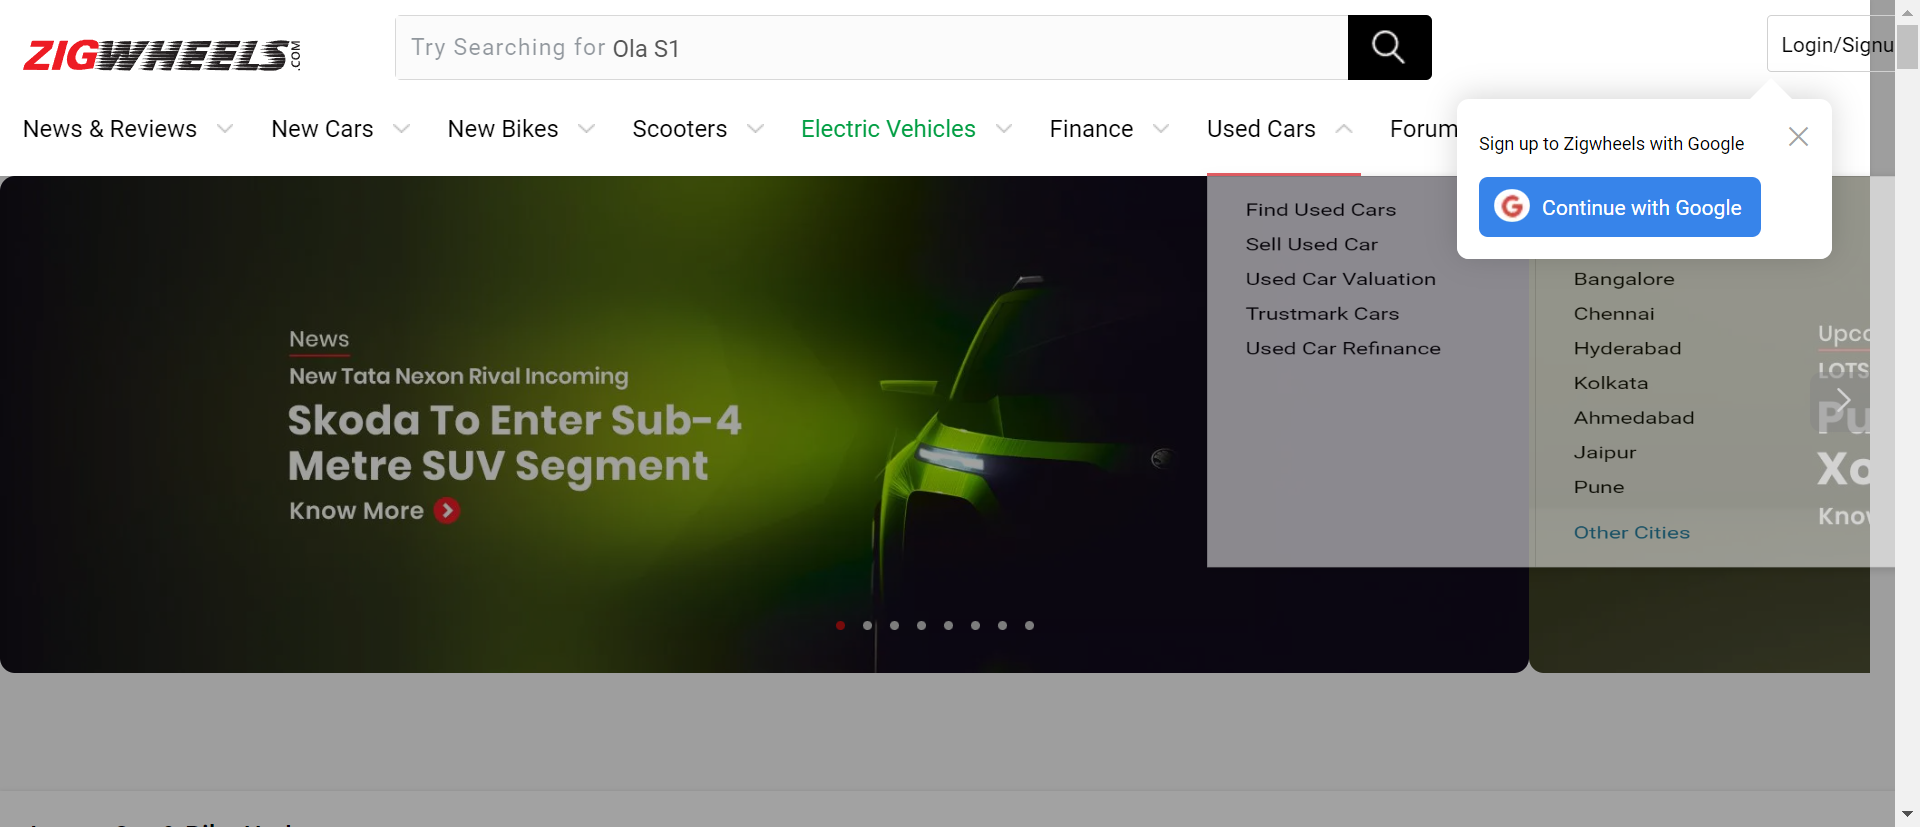 ZIGWHEELS.COM
Try Searching for Ola S1
Login/Signu
News & Reviews
New Cars
New Bikes
Scooters
Electric Vehicles
Finance
Used Cars
Forum
Sign up to Zigwheels with Google
Continue with Google
Find Used Cars
Sell Used Car
Used Car Valuation
Trustmark Cars
Used Car Refinance
Bangalore
Chennai
Hyderabad
Kolkata
Ahmedabad
Jaipur
Pune
Other Cities
News
New Tata Nexon Rival Incoming
Skoda To Enter Sub-4
Metre SUV Segment
Know More
Upco
LOTS
Pu
Xo
Know